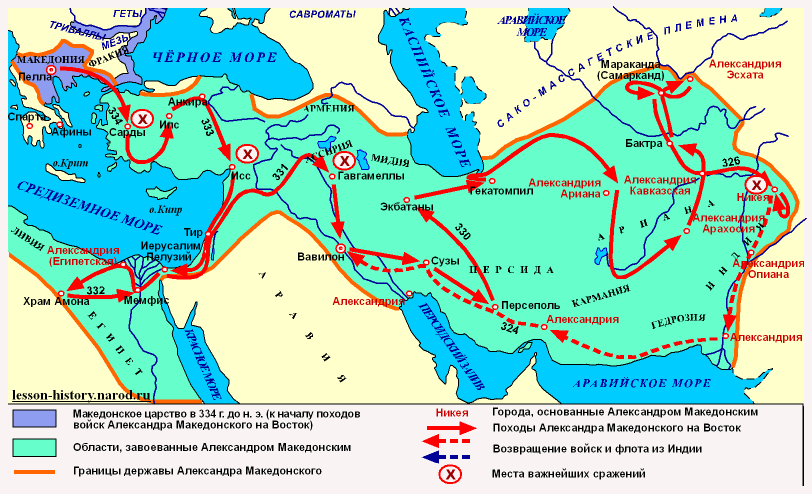 ГЕТЫ
ТРИБАЛЛЫ
МЕЗЫ
САВРОМАТЫ
АРАВИЙСКОЕ
МОРЕ
САКО-МАССАГЕТСКИЕ ПЛЕМЕНА
МАКЕДОНИЯ
ФРАКИЯ
Пелла
ЧЁРНОЕ МОРЕ
КАСПИЙСКОЕ МОРЕ
Мараканда
(Самарканд)
Александрия
Эсхата
Анкира
АРМЕНИЯ
334
X
333
Спарта
Афины
Сарды
Ипс
Бактра
о.Крит
X
Исс
331
X
МИДИЯ
Гавгамеллы
326
X
Никея
Гекатомпил
Александрия
Ариана
Александрия
Кавказская
СРЕДИЗЕМНОЕ МОРЕ
о.Кипр
Экбатаны
АРИАНА
Александрия
Арахосия
Тир
330
ЛИВИЯ
Александрия
(Египетская)
Иерусалим
Пелузий
Вавилон
Сузы
ПЕРСИДА
ИНДИЯ
Александрия
Опиана
332
Храм Амона
Мемфис
АРАВИЯ
Александрия
Персеполь
КАРМАНИЯ
324
Александрия
ГЕДРОЗИЯ
Александрия
ЕГИПЕТ
КРАСНОЕ МОРЕ
ПЕРСИДСКИЙ ЗАЛИВ
АРАВИЙСКОЕ МОРЕ
lesson-history.narod.ru
Македонское царство в 334 г. до н. э. (к началу походов
войск Александра Македонского на Восток)
Области, завоеванные Александром Македонским
Границы державы Александра Македонского
Никея
Города, основанные Александром Македонским
Походы Александра Македонского на Восток
Возвращение войск и флота из Индии
X
Места важнейших сражений